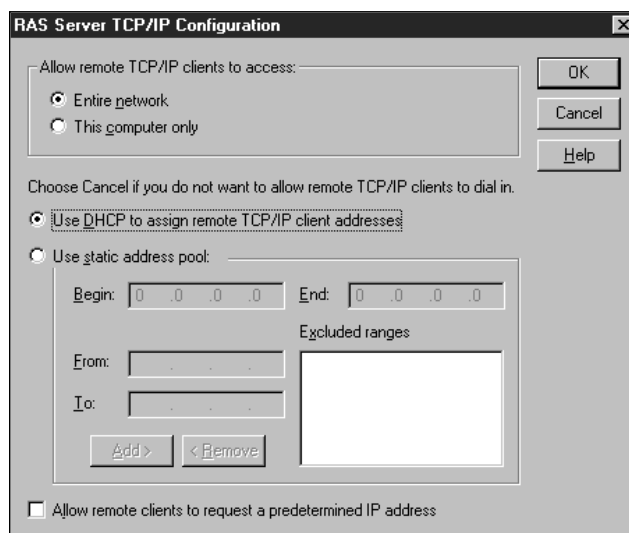 RAS Server TCP/IP Configuration
Allow remote TCP/IP clients to access:
Entire network
This computer only
OK
Cancel
Help
Choose Cancel if you do not want to allow remote TCP/IP clients to dial in.
Use DHCP to assign remote TCP/IP client addresses
Use static address pool:
Begin: 0 .0 .0 .0 End: 0 .0 .0 .0
Excluded ranges
From: . . .
To: . . .
Add > < Remove
Allow remote clients to request a predetermined IP address